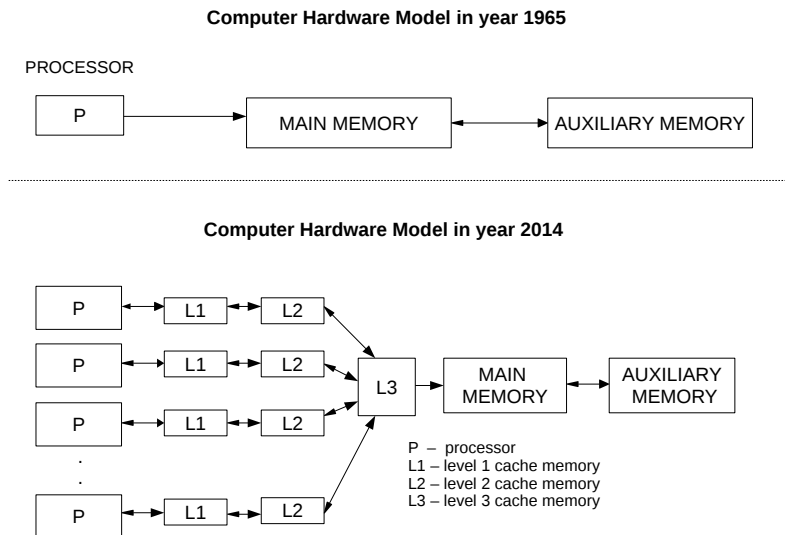 Computer Hardware Model in year 1965
PROCESSOR
P
MAIN MEMORY
AUXILIARY MEMORY
Computer Hardware Model in year 2014
P
L1
L2
P
L1
L2
L3
MAIN
MEMORY
AUXILIARY
MEMORY
P
L1
L2
.
.
P
L1
L2
P – processor
L1 – level 1 cache memory
L2 – level 2 cache memory
L3 – level 3 cache memory